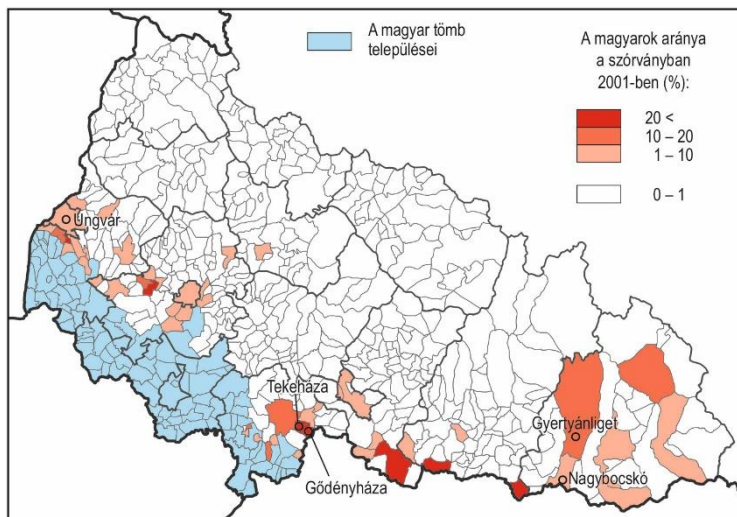 A magyar tömb
települései
A magyarok aránya
a szórványban
2001-ben (%):
20 <
10 – 20
1 – 10
0 – 1
Ungvár
Tekeháza
Gődényháza
Gyertyánliget
Nagybocskó